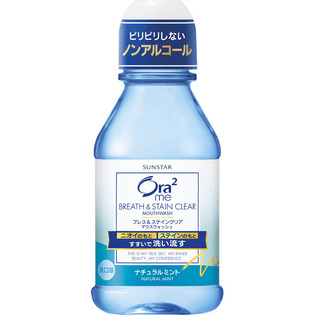 ピリピリしない
ノンアルコール
SUNSTAR
Ora²
me
BREATH & STAIN CLEAR
MOUTHWASH
ブレス&ステインクリア
マウスウォッシュ
ニオイのもと ステインのもと
すすいで洗い流す
THIS IS MY TRUE SELF, MY INNER
BEAUTY, MY CONFIDENCE
ナチュラルミント
NATURAL MINT